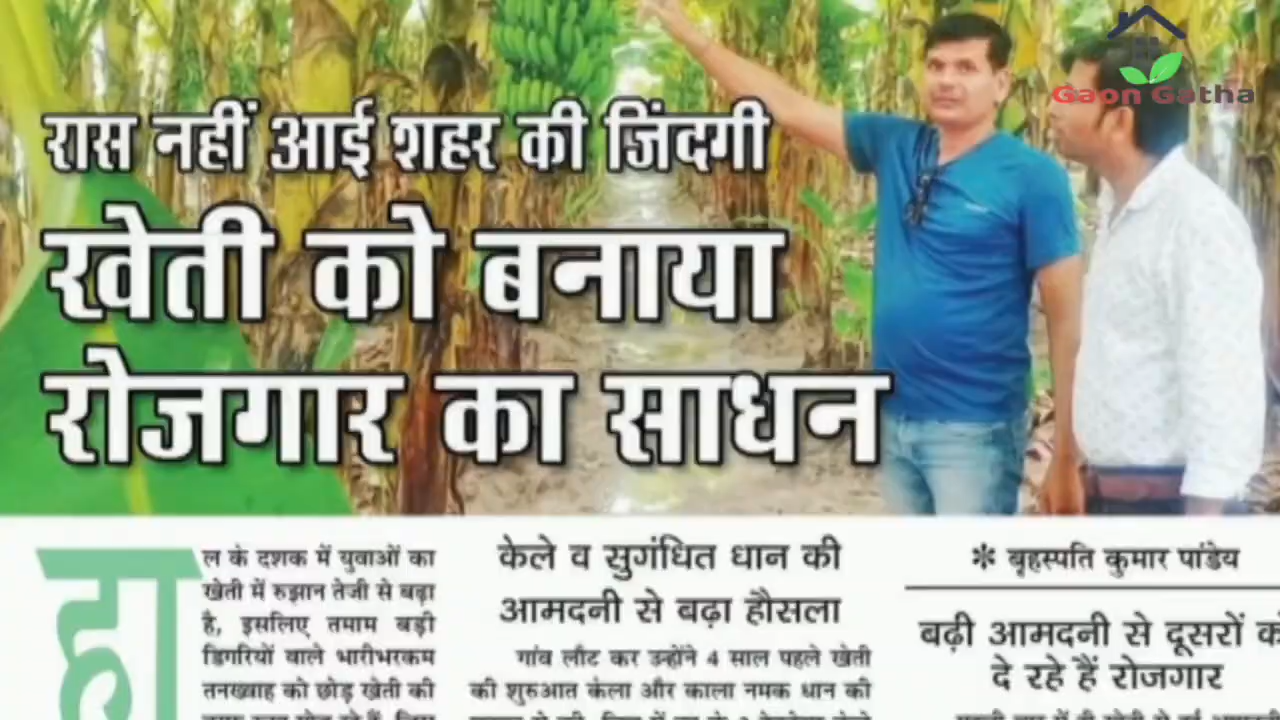 Gaon Gatha
रास नहीं आई शहर की जिंदगी
खेती को बनाया
रोजगार का साधन
हाल के दशक में युवाओं का
खेती में रुझान तेजी से बढ़ा
है, इसलिए तमाम बड़ी
डिगरियों वाले भारीभरकम
तनख्वाह को छोड़ खेती की
केले व सुगंधित धान की
आमदनी से बढ़ा हौसला
गांव लौट कर उन्होंने 4 साल पहले खेती
की शुरुआत केला और काला नमक धान की
* बृहस्पति कुमार पांडेय
बढ़ी आमदनी से दूसरों को
दे रहे हैं रोजगार